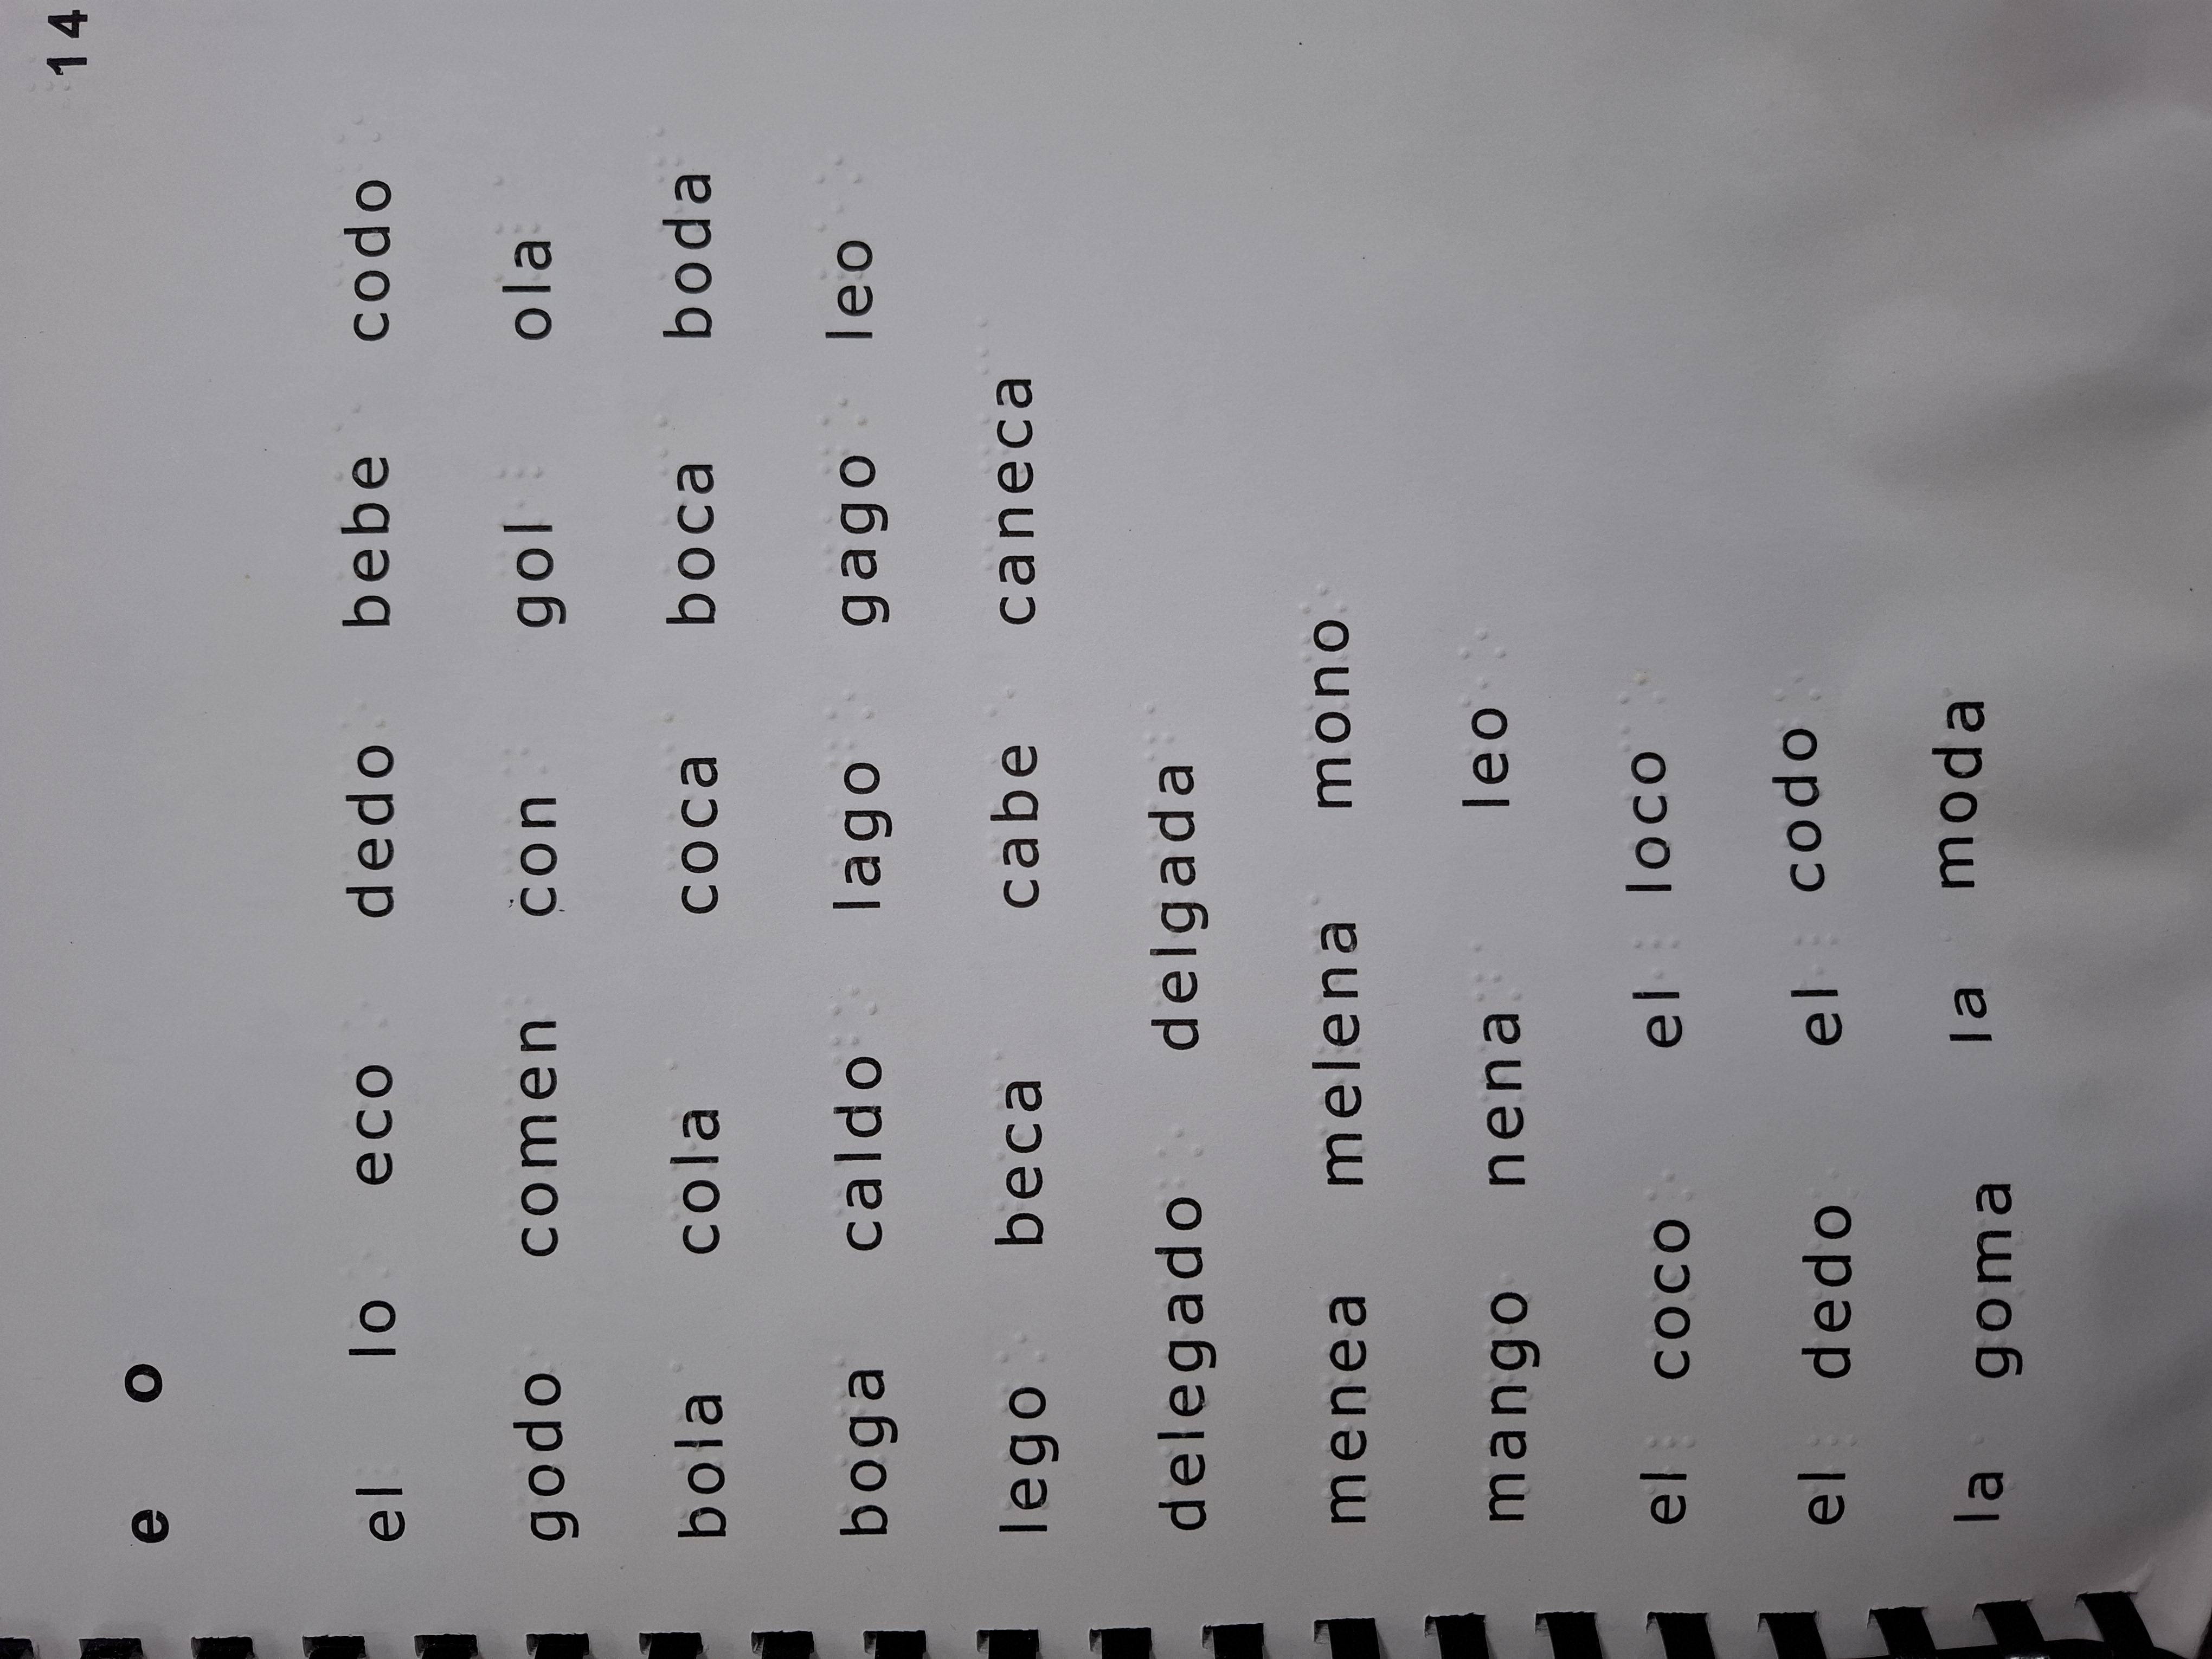 14
e o
el lo eco dedo bebe codo
godo comen con gol ola
bola cola coca boca boda
boga caldo lago gago leo
lego beca cabe caneca
delegado delgada
menea melena mono
mango nena leo
el coco el loco
el dedo el codo
la goma la moda